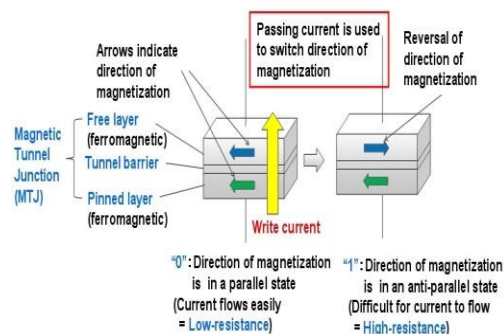 Arrows indicate
direction of
magnetization
Passing current is used
to switch direction of
magnetization
Reversal of
direction of
magnetization
Magnetic
Tunnel
Junction
(MTJ)
Free layer
(ferromagnetic)
Tunnel barrier
Pinned layer
(ferromagnetic)
Write current
"0": Direction of magnetization
is in a parallel state
(Current flows easily
= Low-resistance)
"1": Direction of magnetization
is in an anti-parallel state
(Difficult for current to flow
= High-resistance)